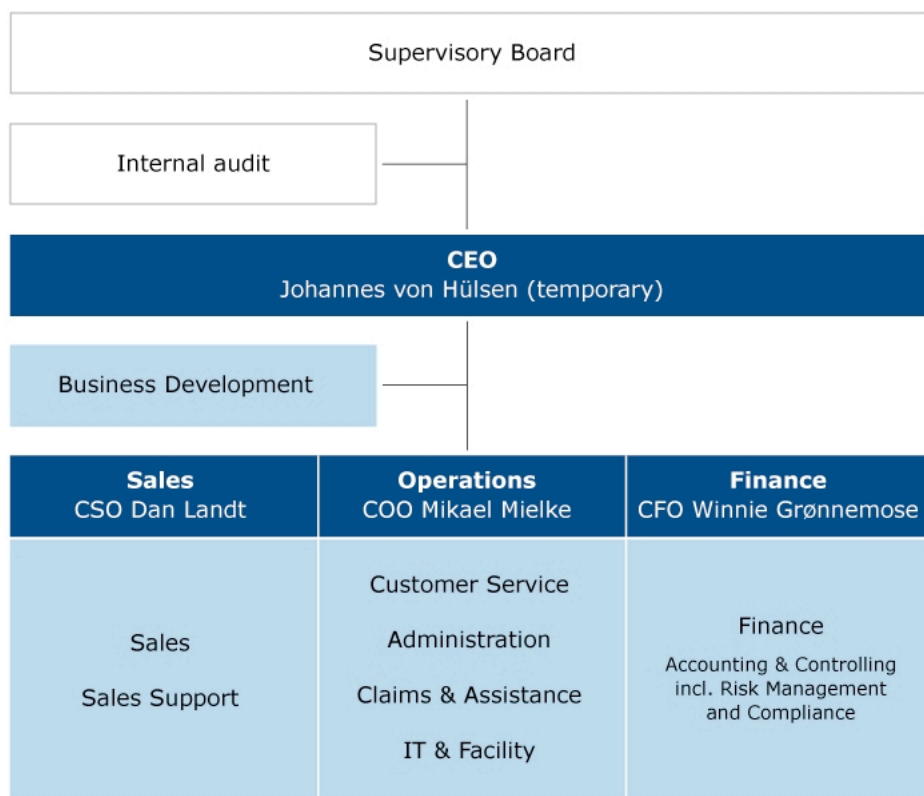 Supervisory Board
Internal audit
CEO
Johannes von Hülsen (temporary)
Business Development
Sales
CSO Dan Landt
Operations
COO Mikael Mielke
Finance
CFO Winnie Grønnemose
Sales
Sales Support
Customer Service
Administration
Claims & Assistance
IT & Facility
Finance
Accounting & Controlling
incl. Risk Management
and Compliance